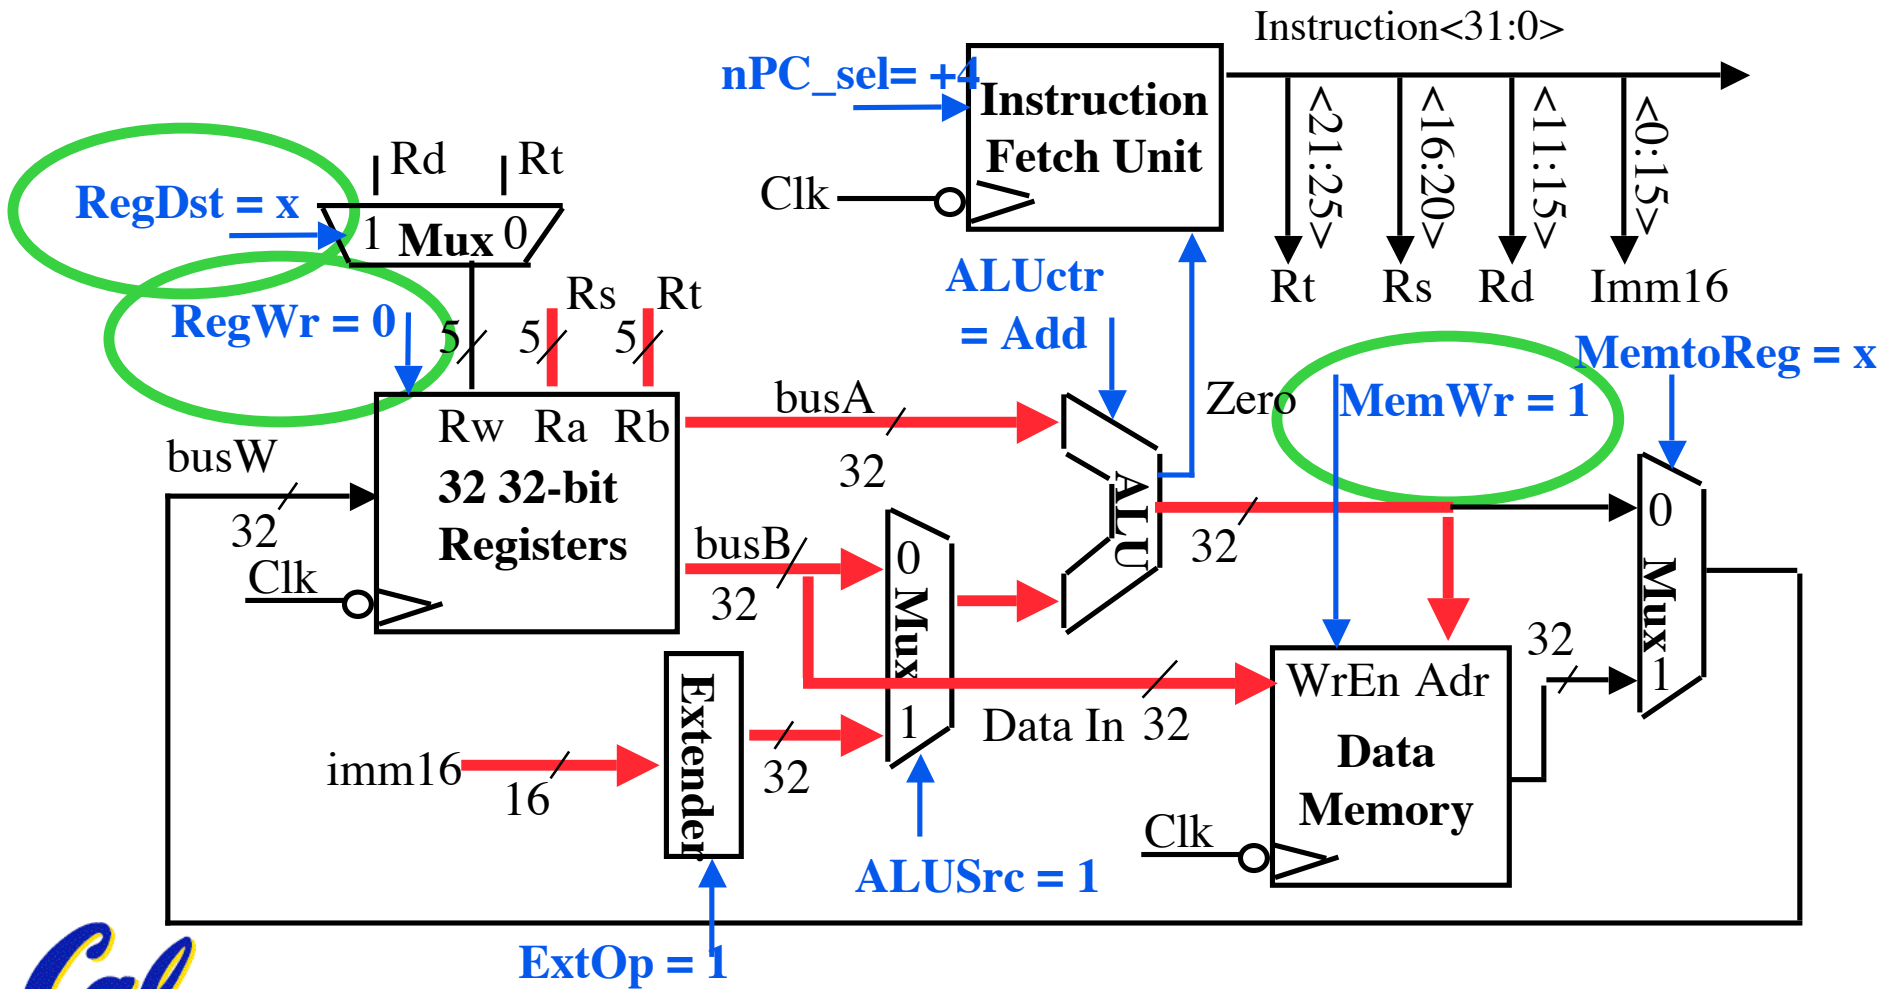 Instruction<31:0>
nPC_sel= +4
Instruction
Fetch Unit
Clk
<21:25>
<16:20>
<11:15>
<0:15>
Rt
Rs
Rd
Imm16
Rd
Rt
RegDst = x
1 Mux 0
RegWr = 0
Rs
Rt
5
5
5
ALUctr
= Add
Zero
MemWr = 1
MemtoReg = x
busW
32
Rw Ra Rb
32 32-bit
Registers
Clk
busA
32
busB
32
0
Mux
1
ALU
32
0
Mux
1
imm16
16
Extender
32
Data In
32
WrEn Adr
Data
Memory
32
Clk
ALUSrc = 1
ExtOp = 1
Cal